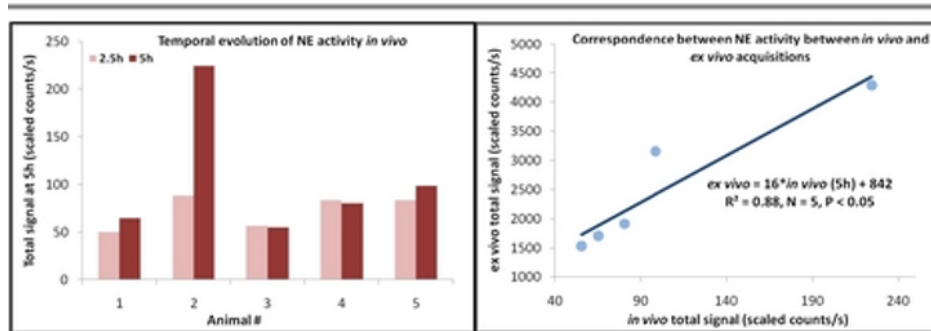 Temporal evolution of NE activity in vivo
2.5h 5h
Total signal at 5h (scaled counts/s)
250
200
150
100
50
0
1 2 3 4 5
Animal #
Correspondence between NE activity between in vivo and
ex vivo acquisitions
ex vivo total signal (scaled counts/s)
5000
4500
4000
3500
3000
2500
2000
1500
1000
ex vivo = 16*in vivo (5h) + 842
R² = 0.88, N = 5, P < 0.05
40 90 140 190 240
in vivo total signal (scaled counts/s)